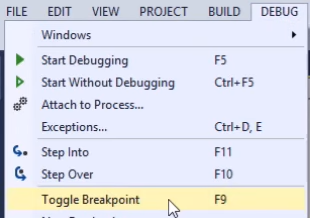 FILE EDIT VIEW PROJECT BUILD DEBUG
Windows
Start Debugging F5
Start Without Debugging Ctrl+F5
Attach to Process...
Exceptions... Ctrl+D, E
Step Into F11
Step Over F10
Toggle Breakpoint F9